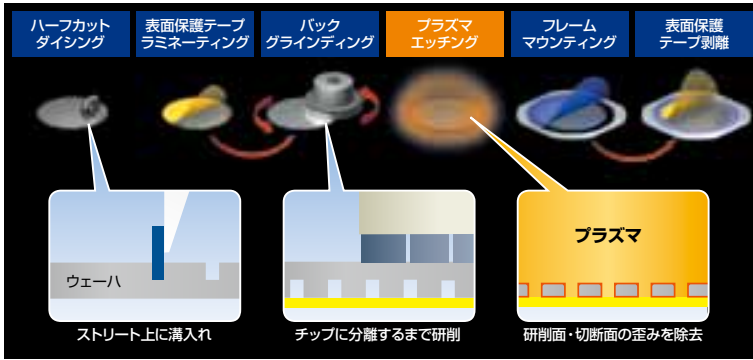 ハーフカット
ダイシング
表面保護テープ
ラミネーティング
バック
グラインディング
プラズマ
エッチング
フレーム
マウンティング
表面保護
テープ剥離
ウェーハ
プラズマ
ストリート上に溝入れ
チップに分離するまで研削
研削面・切断面の歪みを除去